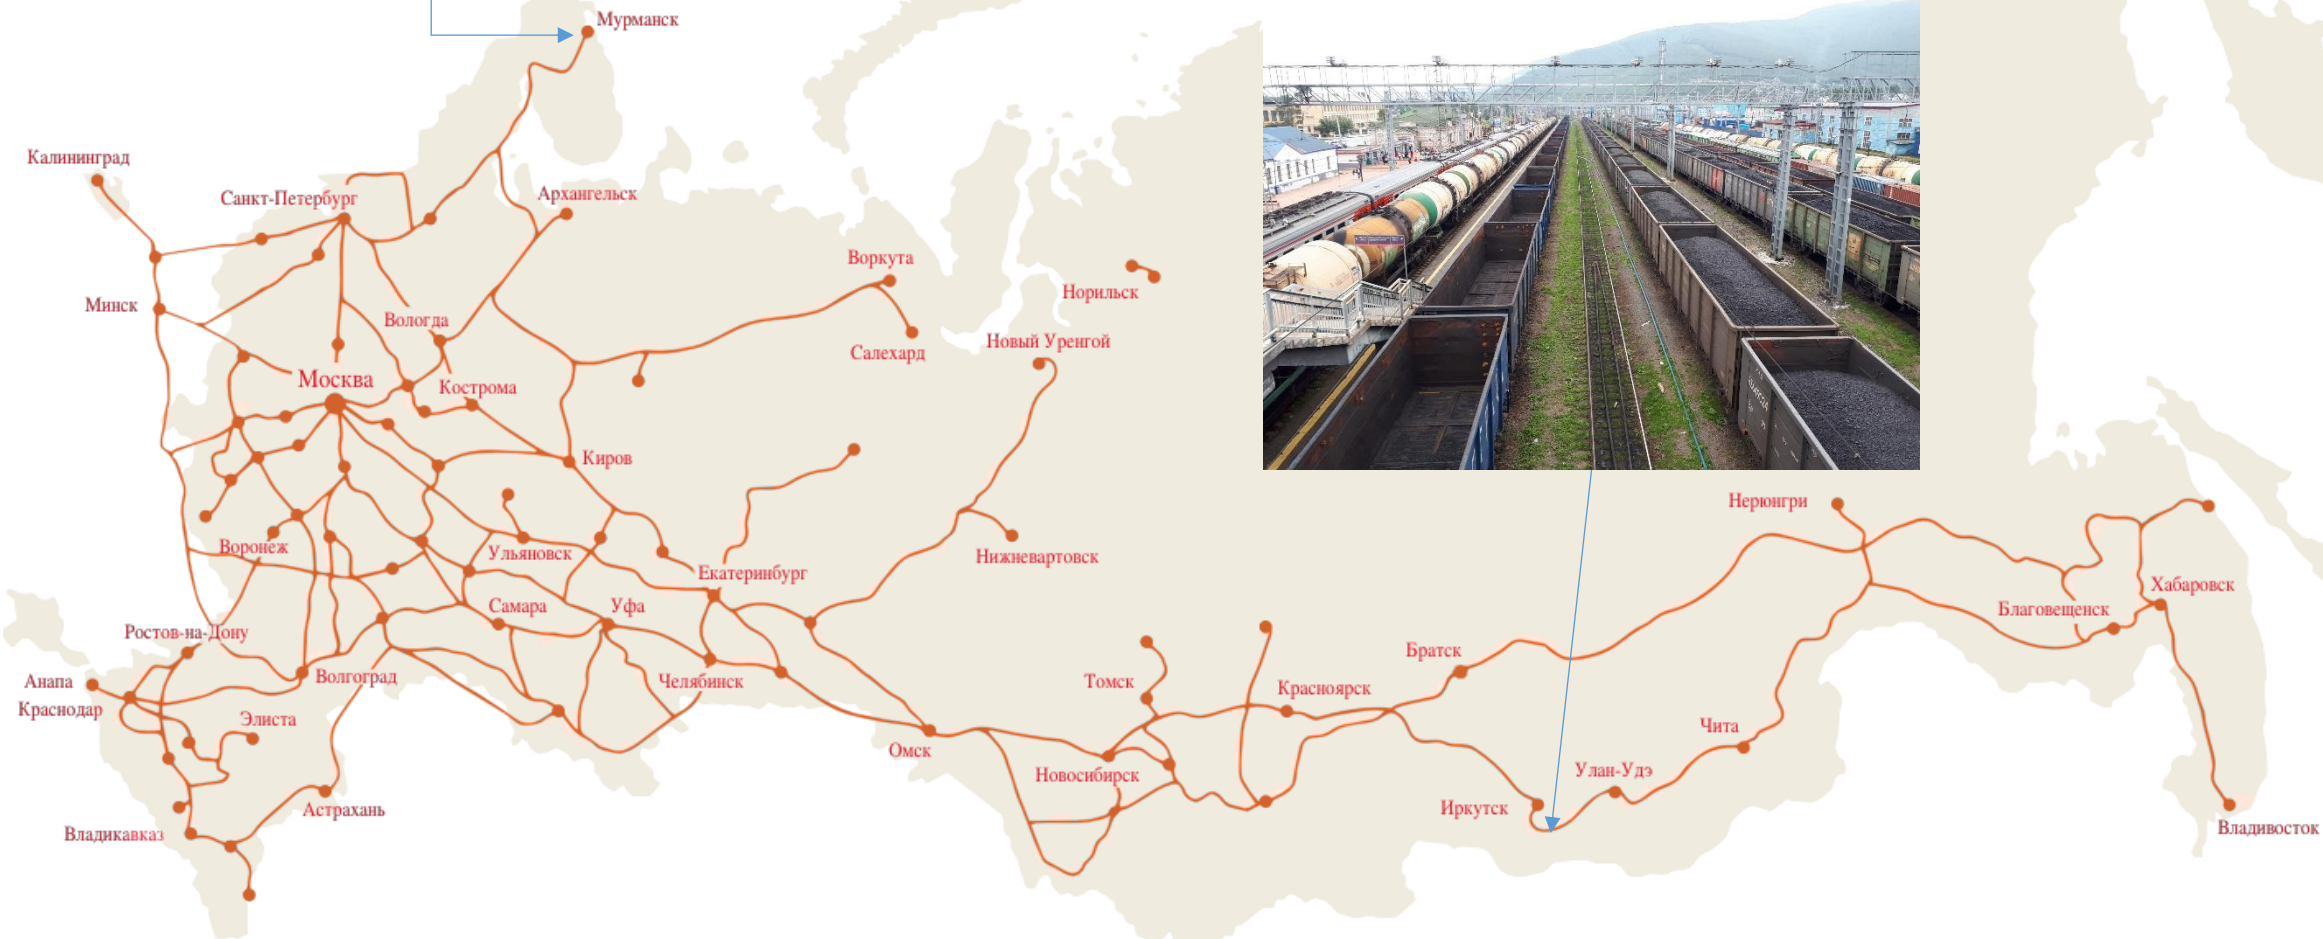 Мурманск
Калининград
Санкт-Петербург
Архангельск
Воркута
Норильск
Минск
Вологда
Салехард
Новый Уренгой
Москва
Кострома
Киров
Нерюнгри
Воронеж
Ульяновск
Нижневартовск
Екатеринбург
Хабаровск
Самара
Уфа
Благовещенск
Ростов-на-Дону
Братск
Анапа
Волгоград
Челябинск
Томск
Красноярск
Краснодар
Элиста
Чита
Омск
Новосибирск
Улан-Удэ
Астрахань
Иркутск
Владикавказ
Владивосток